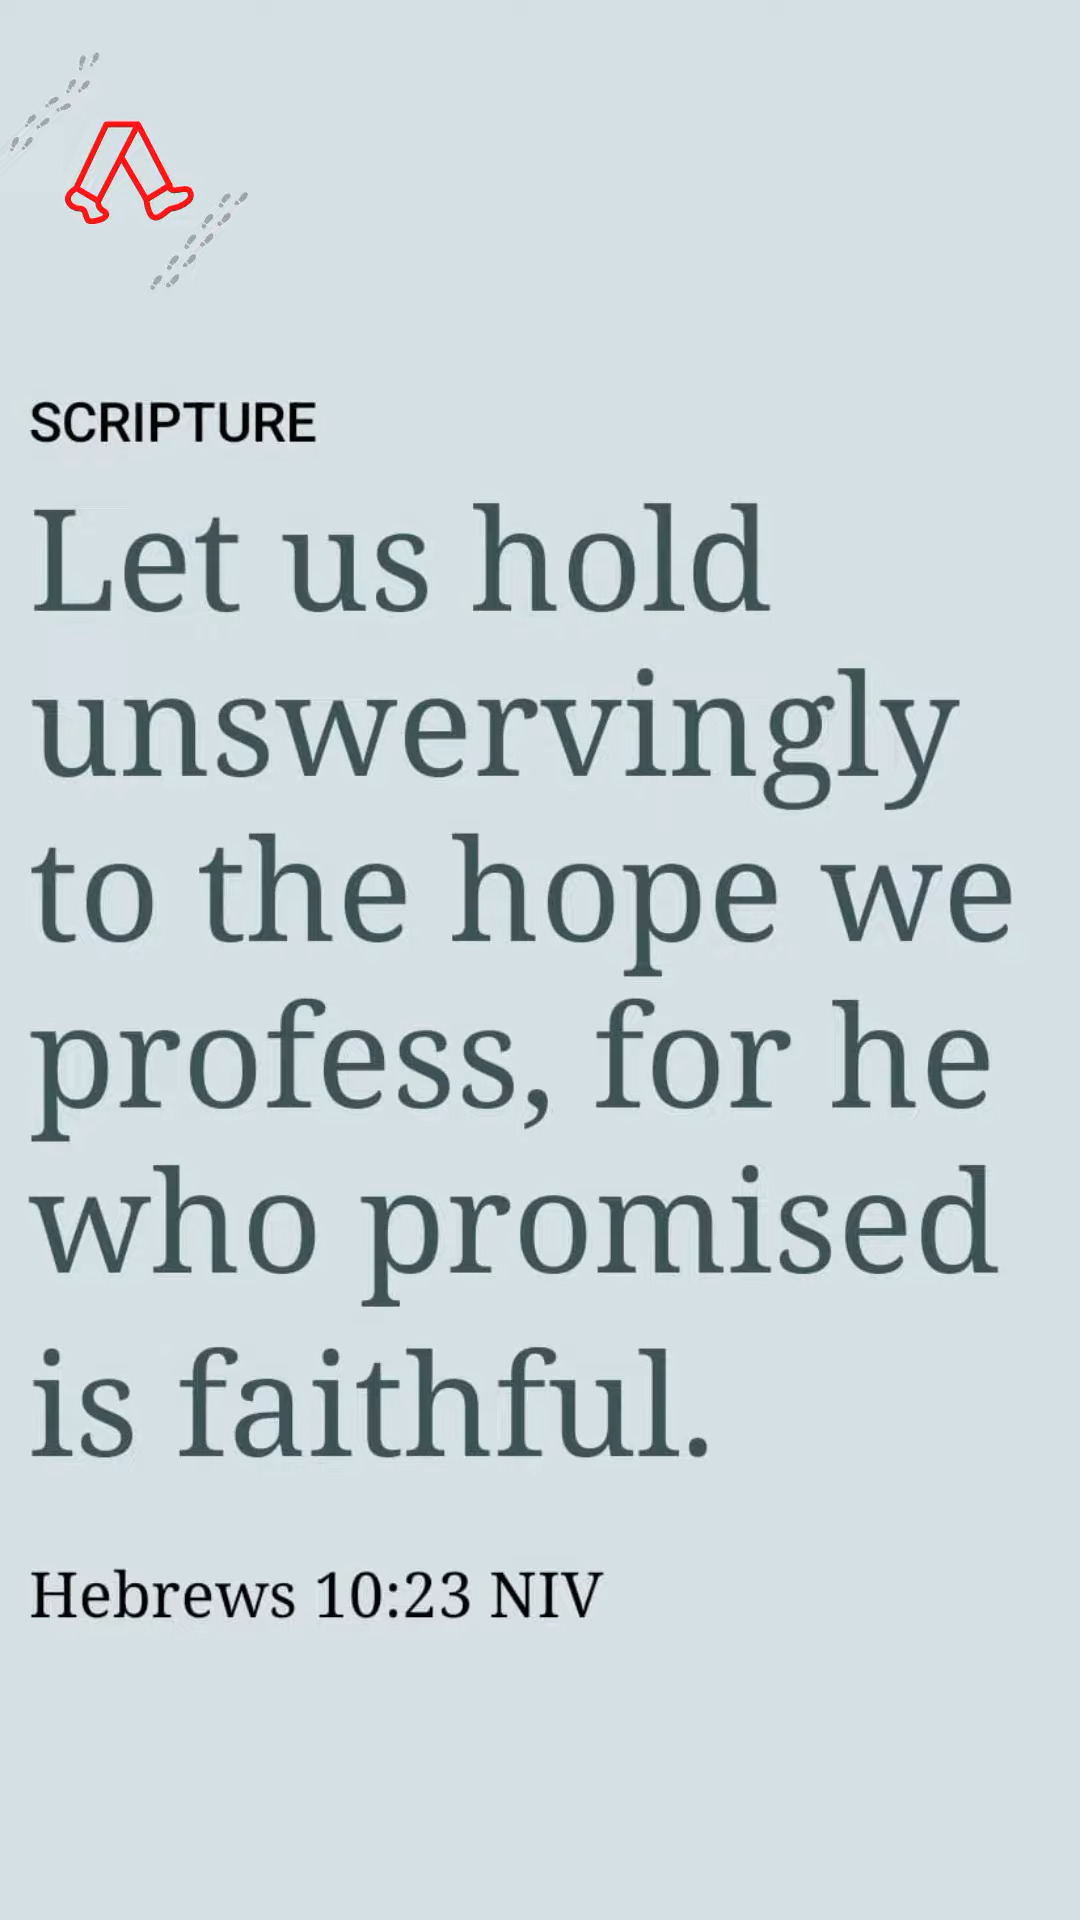 SCRIPTURE
Let us hold
unswervingly
to the hope we
profess, for he
who promised
is faithful.
Hebrews 10:23 NIV